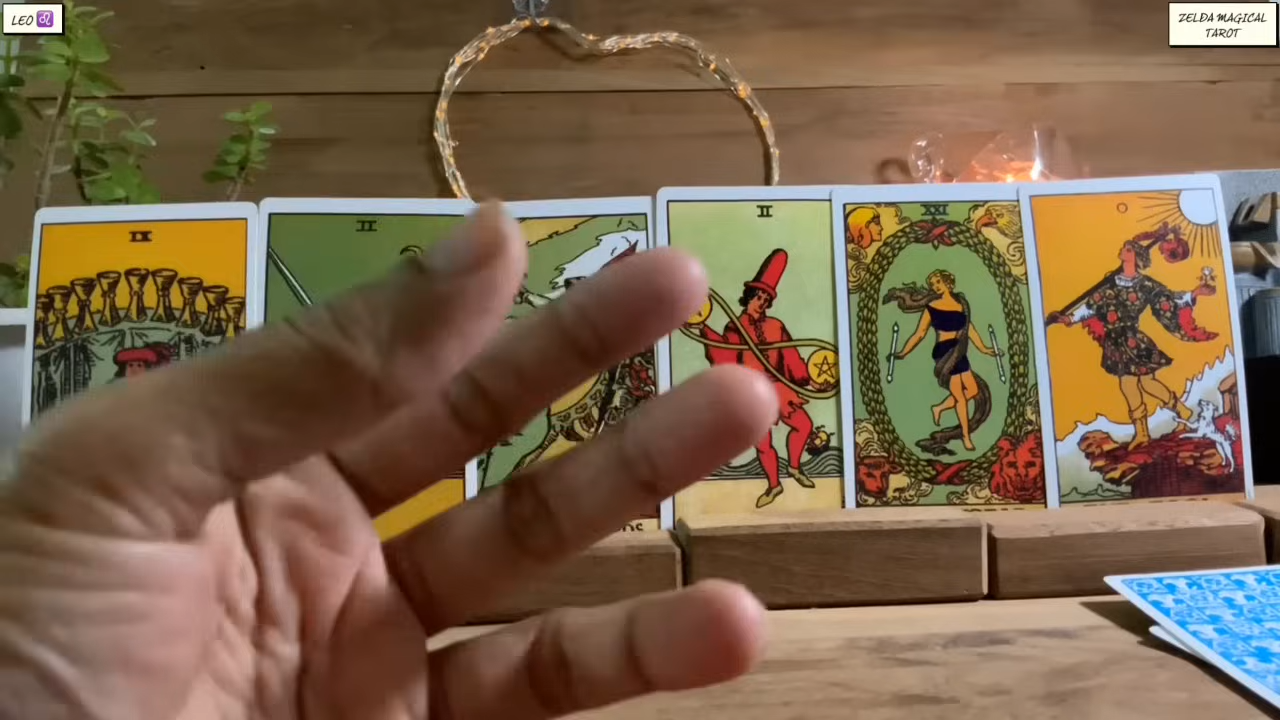 LEO ♌
ZELDA MAGICAL
TAROT
IX
II
II
XXI
O